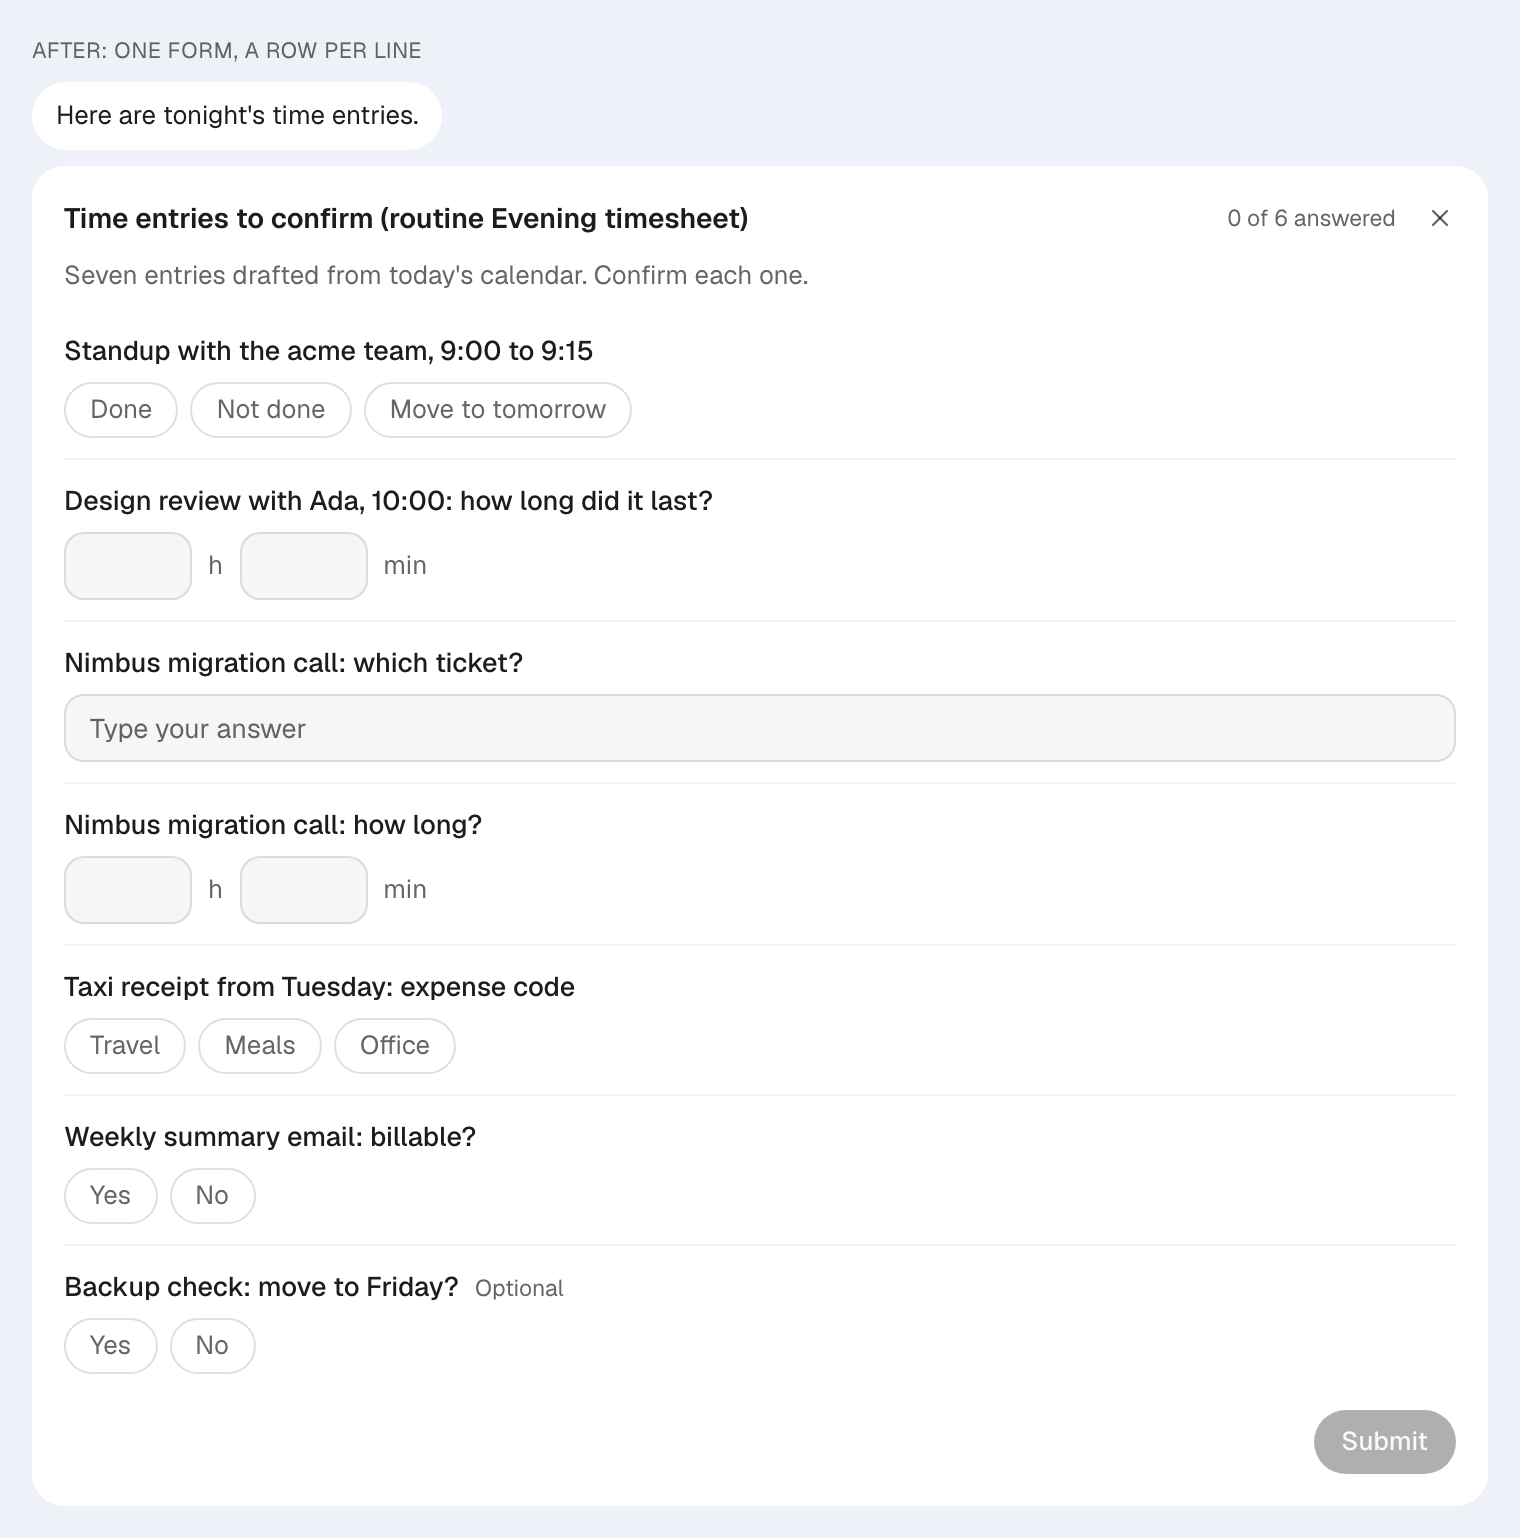 AFTER: ONE FORM, A ROW PER LINE
Here are tonight's time entries.
Time entries to confirm (routine Evening timesheet)
0 of 6 answered
Seven entries drafted from today's calendar. Confirm each one.
Standup with the acme team, 9:00 to 9:15
Done Not done Move to tomorrow
Design review with Ada, 10:00: how long did it last?
h min
Nimbus migration call: which ticket?
Type your answer
Nimbus migration call: how long?
h min
Taxi receipt from Tuesday: expense code
Travel Meals Office
Weekly summary email: billable?
Yes No
Backup check: move to Friday? Optional
Yes No
Submit